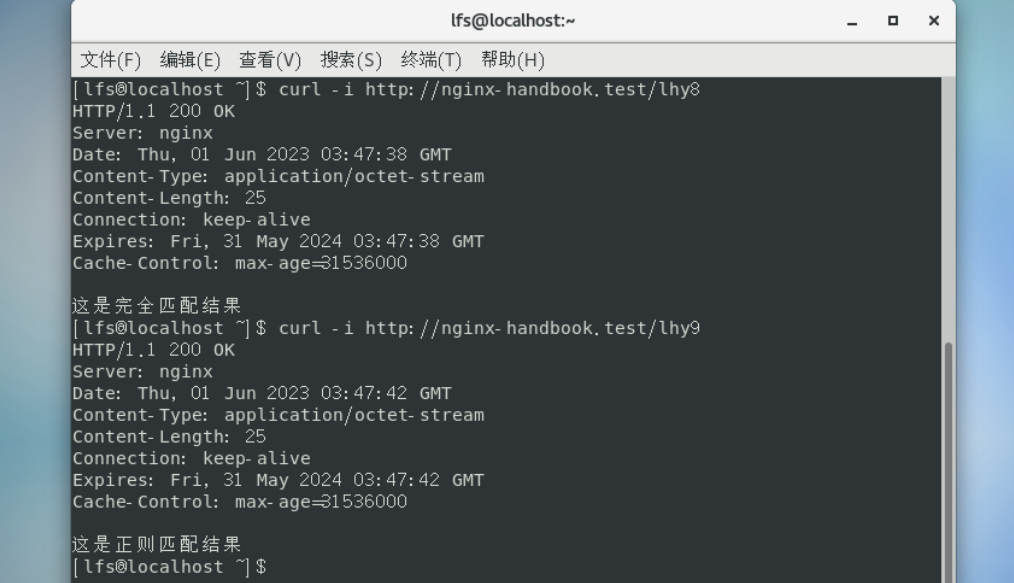 lfs@localhost:~
文件(F) 编辑(E) 查看(V) 搜索(S) 终端(T) 帮助(H)
[lfs@localhost ~]$ curl -i http://nginx-handbook.test/lhy8
HTTP/1.1 200 OK
Server: nginx
Date: Thu, 01 Jun 2023 03:47:38 GMT
Content-Type: application/octet-stream
Content-Length: 25
Connection: keep-alive
Expires: Fri, 31 May 2024 03:47:38 GMT
Cache-Control: max-age=31536000

这是完全匹配结果
[lfs@localhost ~]$ curl -i http://nginx-handbook.test/lhy9
HTTP/1.1 200 OK
Server: nginx
Date: Thu, 01 Jun 2023 03:47:42 GMT
Content-Type: application/octet-stream
Content-Length: 25
Connection: keep-alive
Expires: Fri, 31 May 2024 03:47:42 GMT
Cache-Control: max-age=31536000

这是正则匹配结果
[lfs@localhost ~]$